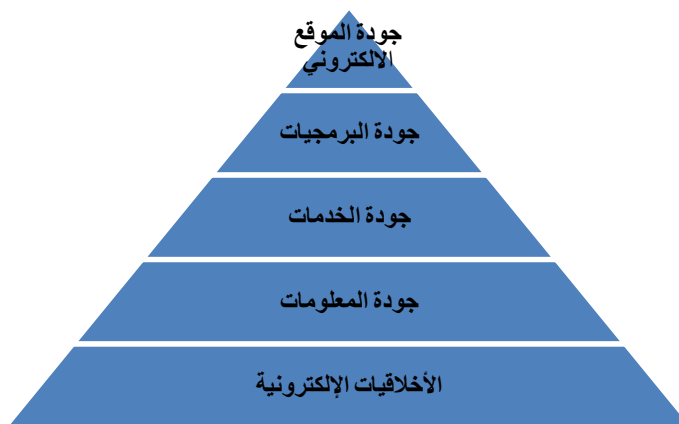 جودة الموقع
الالكتروني
جودة البرمجيات
جودة الخدمات
جودة المعلومات
الأخلاقيات الإلكترونية